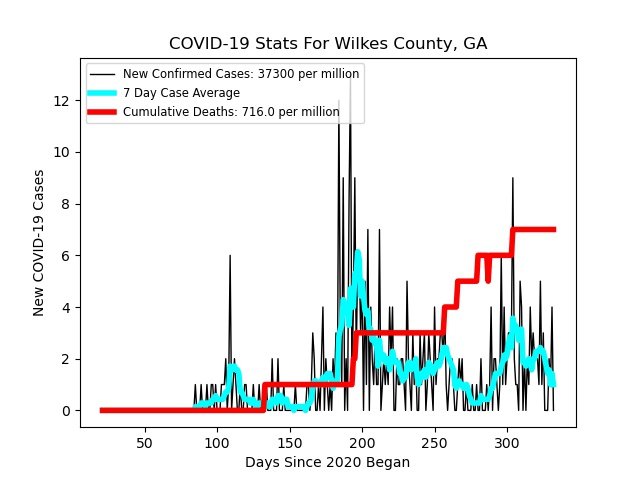 COVID-19 Stats For Wilkes County, GA
New Confirmed Cases: 37300 per million
7 Day Case Average
Cumulative Deaths: 716.0 per million
New COVID-19 Cases
12
10
8
6
4
2
0
50 100 150 200 250 300
Days Since 2020 Began